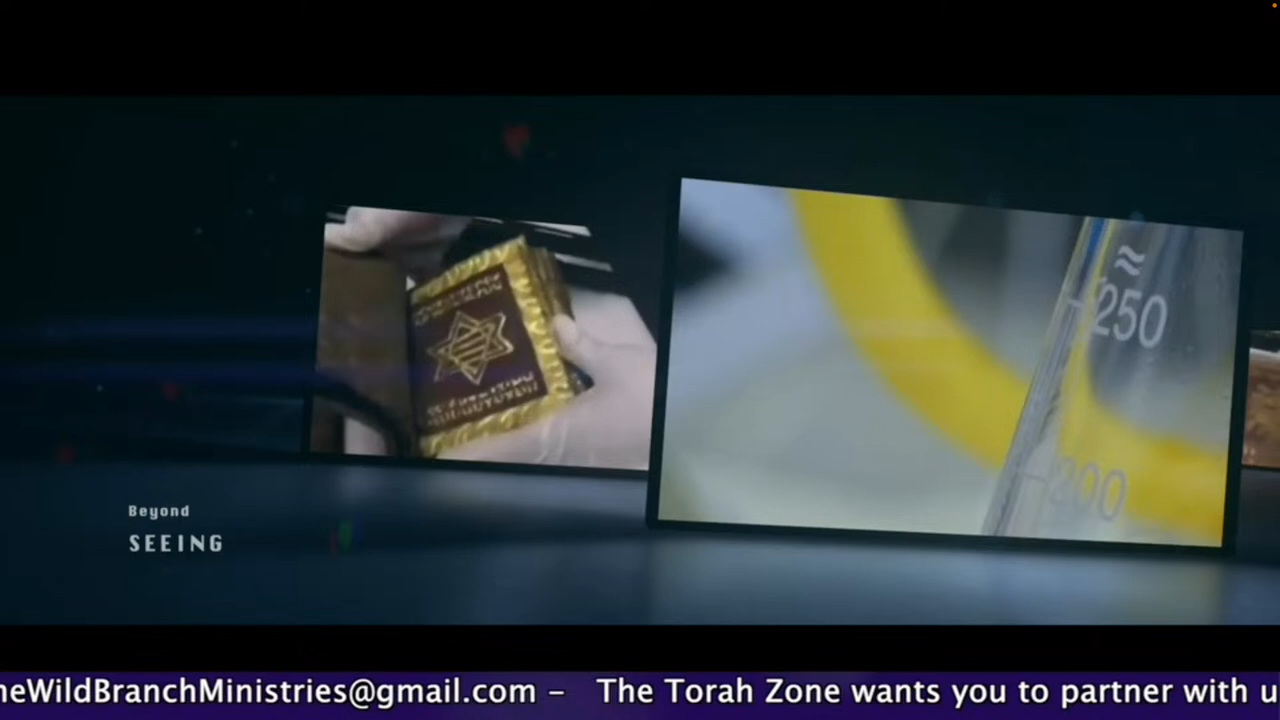 ≈
250
200
Beyond
SEEING
heWildBranchMinistries@gmail.com – The Torah Zone wants you to partner with u